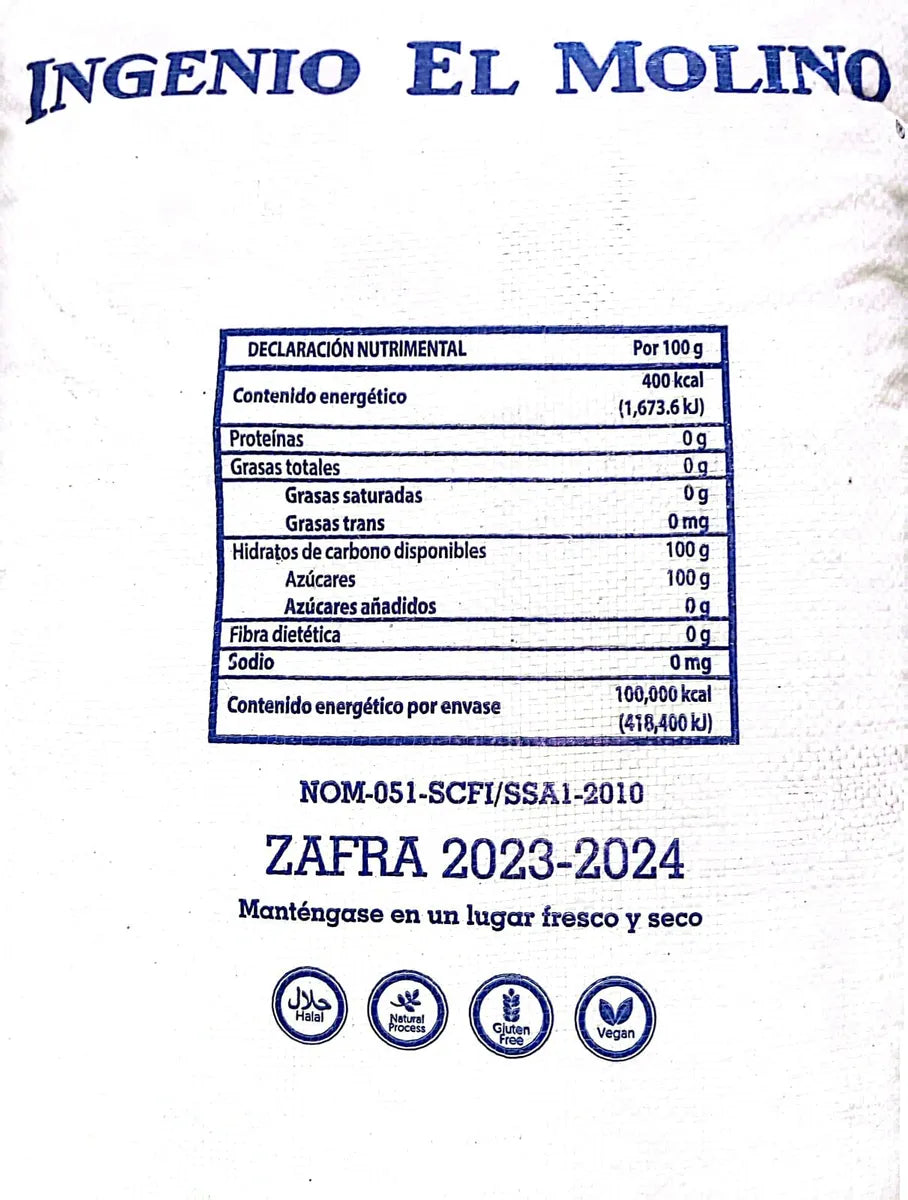 INGENIO EL MOLINO
®
DECLARACIÓN NUTRIMENTAL Por 100 g
Contenido energético 400 kcal
(1,673.6 kJ)
Proteínas 0 g
Grasas totales 0 g
Grasas saturadas 0 g
Grasas trans 0 mg
Hidratos de carbono disponibles 100 g
Azúcares 100 g
Azúcares añadidos 0 g
Fibra dietética 0 g
Sodio 0 mg
Contenido energético por envase 100,000 kcal
(418,400 kJ)
NOM-051-SCFI/SSA1-2010
ZAFRA 2023-2024
Manténgase en un lugar fresco y seco
حلال
Halal
Natural
Process
Gluten
Free
Vegan